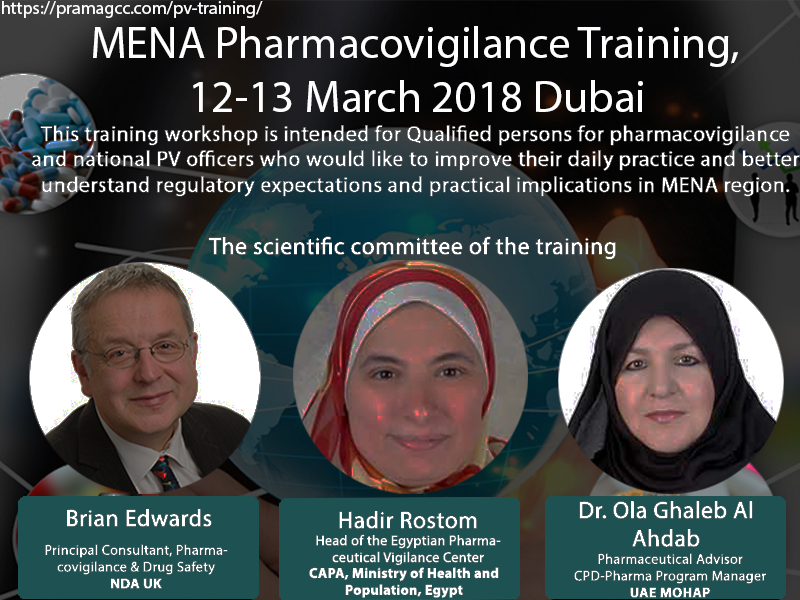 https://pramagcc.com/pv-training/
MENA Pharmacovigilance Training,
12-13 March 2018 Dubai
This training workshop is intended for Qualified persons for pharmacovigilance
and national PV officers who would like to improve their daily practice and better
understand regulatory expectations and practical implications in MENA region.
The scientific committee of the training
Brian Edwards
Principal Consultant, Pharma-
covigilance & Drug Safety
NDA UK
Hadir Rostom
Head of the Egyptian Pharma-
ceutical Vigilance Center
CAPA, Ministry of Health and
Population, Egypt
Dr. Ola Ghaleb Al
Ahdab
Pharmaceutical Advisor
CPD-Pharma Program Manager
UAE MOHAP